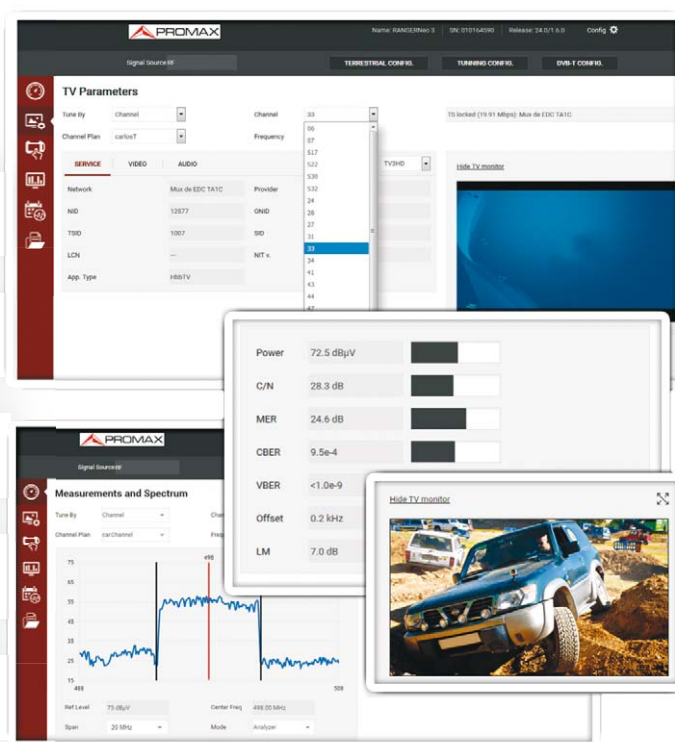 PROMAX
Name: RANGERNeo 3 SN: 010164590 Release: 24.0/1.6.0 Config
Signal Source RF TERRESTRIAL CONFIG. TUNNING CONFIG. DVB-T CONFIG.
TV Parameters
Tune By Channel Channel 33 TS locked (19.91 Mbps): Mux de EDC TA1C
Channel Plan carlosT Frequency
06
07
S17
S22
S30
S32
24
26
27
31
33
34
41
43
44
47
SERVICE VIDEO AUDIO TV3HD Hide TV monitor
Network Mux de EDC TA1C Provider
NID 12877 ONID
TSID 1007 SID
LCN --- NIT v.
App. Type HbbTV
Power 72.5 dBµV
C/N 28.3 dB
MER 24.6 dB
CBER 9.5e-4
VBER <1.0e-9
Offset 0.2 kHz
LM 7.0 dB
PROMAX
Signal Source RF
Measurements and Spectrum
Tune By Channel Chan
Channel Plan carChannel Freq
498
75
65
55
45
35
25
15
488 508
Ref Level 75 dBµV Center Freq 498.00 MHz
Span 20 MHz Mode Analyzer
Hide TV monitor